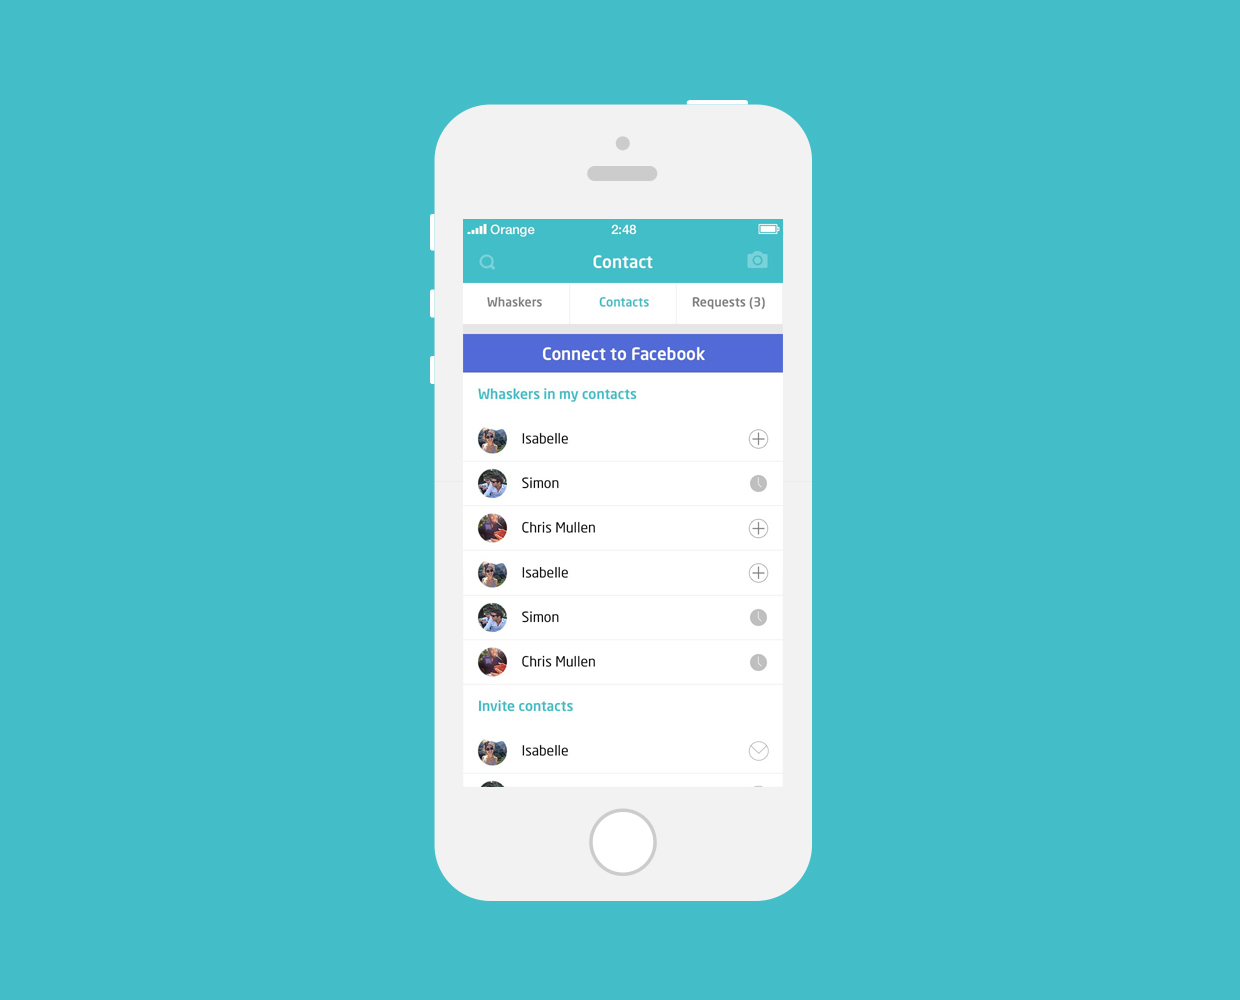 Orange 2:48
Contact
Whaskers Contacts Requests (3)
Connect to Facebook
Whaskers in my contacts
Isabelle
Simon
Chris Mullen
Isabelle
Simon
Chris Mullen
Invite contacts
Isabelle